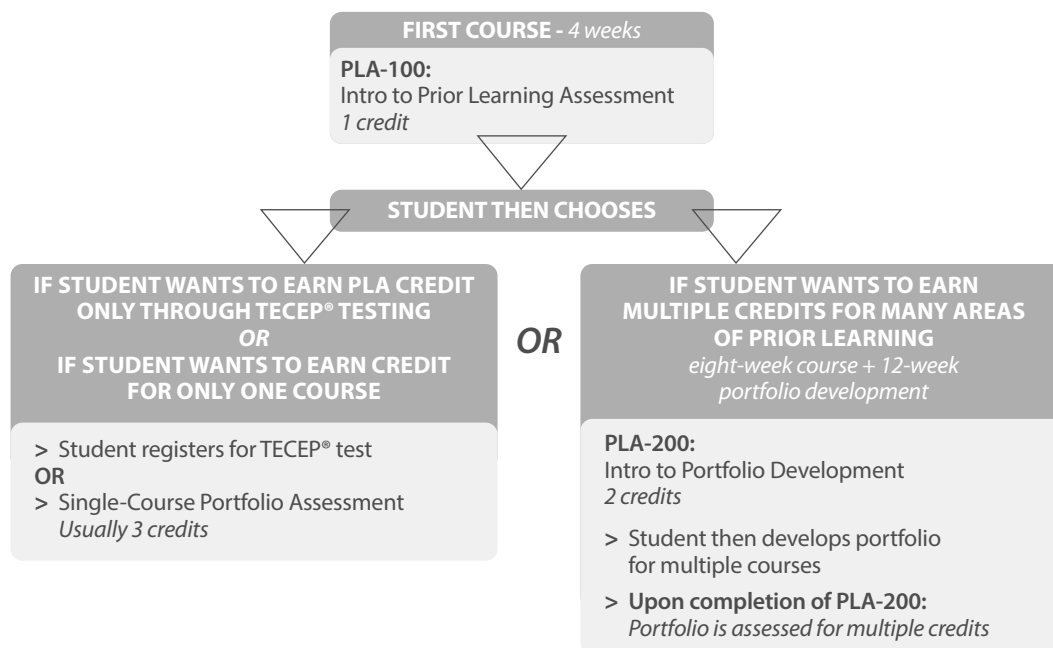 FIRST COURSE - 4 weeks
PLA-100:
Intro to Prior Learning Assessment
1 credit
STUDENT THEN CHOOSES
IF STUDENT WANTS TO EARN PLA CREDIT
ONLY THROUGH TECEP® TESTING
OR
IF STUDENT WANTS TO EARN CREDIT
FOR ONLY ONE COURSE
> Student registers for TECEP® test
OR
> Single-Course Portfolio Assessment
Usually 3 credits
OR
IF STUDENT WANTS TO EARN
MULTIPLE CREDITS FOR MANY AREAS
OF PRIOR LEARNING
eight-week course + 12-week
portfolio development
PLA-200:
Intro to Portfolio Development
2 credits
> Student then develops portfolio
for multiple courses
> Upon completion of PLA-200:
Portfolio is assessed for multiple credits